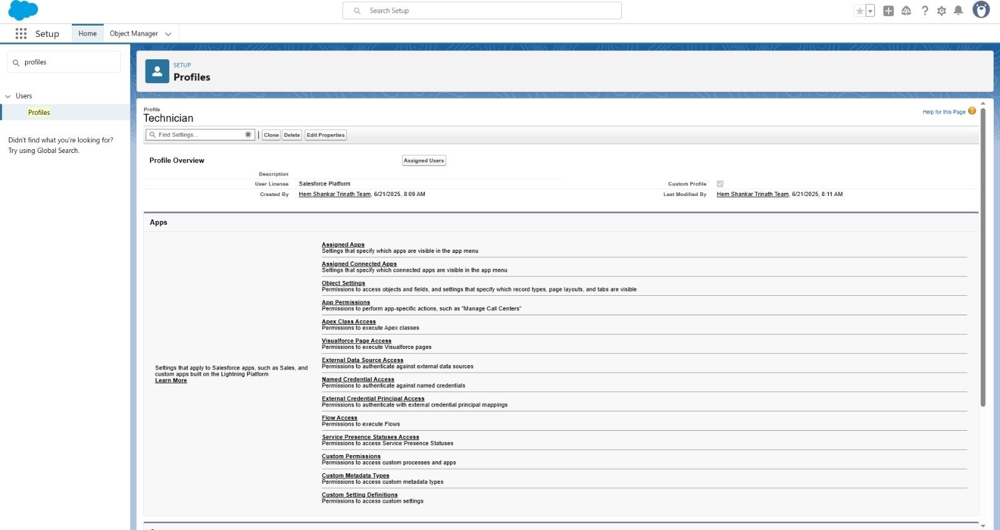 Search Setup
Setup
Home
Object Manager
profiles
Users
Profiles
Didn't find what you're looking for?
Try using Global Search.
SETUP
Profiles
Profile
Technician
Help for this Page
Find Settings...
Clone
Delete
Edit Properties
Profile Overview
Assigned Users
Description
User License Salesforce Platform
Custom Profile
Created By Hem Shankar Trinath Team, 6/21/2025, 8:09 AM
Last Modified By Hem Shankar Trinath Team, 6/21/2025, 8:11 AM
Apps
Settings that apply to Salesforce apps, such as Sales, and
custom apps built on the Lightning Platform
Learn More
Assigned Apps
Settings that specify which apps are visible in the app menu
Assigned Connected Apps
Settings that specify which connected apps are visible in the app menu
Object Settings
Permissions to access objects and fields, and settings that specify which record types, page layouts, and tabs are visible
App Permissions
Permissions to perform app-specific actions, such as "Manage Call Centers"
Apex Class Access
Permissions to execute Apex classes
Visualforce Page Access
Permissions to execute Visualforce pages
External Data Source Access
Permissions to authenticate against external data sources
Named Credential Access
Permissions to authenticate against named credentials
External Credential Principal Access
Permissions to authenticate with external credential principal mappings
Flow Access
Permissions to execute Flows
Service Presence Statuses Access
Permissions to access Service Presence Statuses
Custom Permissions
Permissions to access custom processes and apps
Custom Metadata Types
Permissions to access custom metadata types
Custom Setting Definitions
Permissions to access custom settings